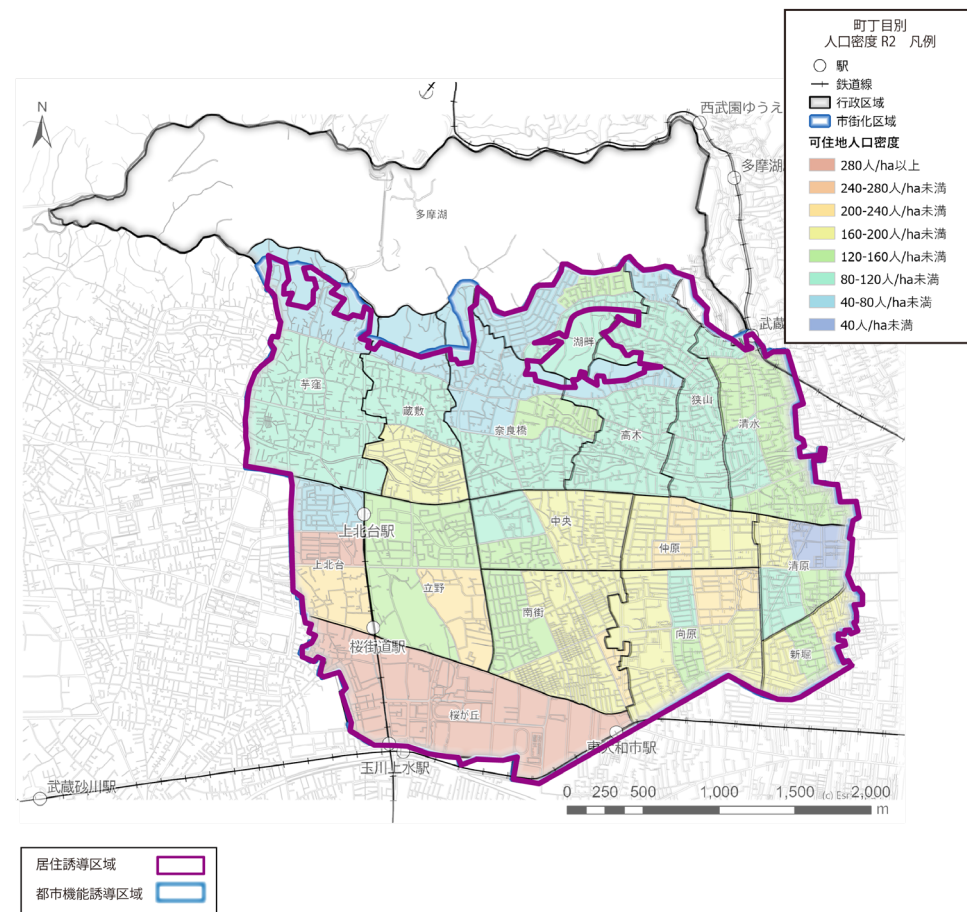 町丁目別
人口密度 R2 凡例
駅
鉄道線
行政区域
市街化区域
可住地人口密度
280人/ha以上
240-280人/ha未満
200-240人/ha未満
160-200人/ha未満
120-160人/ha未満
80-120人/ha未満
40-80人/ha未満
40人/ha未満
N
西武園ゆうえ
多摩湖
多摩湖
武蔵
湖畔
芋窪
蔵敷
狭山
清水
奈良橋
高木
中央
上北台駅
仲原
上北台
清原
立野
南街
向原
桜街道駅
新堀
桜が丘
東大和市駅
玉川上水駅
武蔵砂川駅
0 250 500 1,000 1,500 2,000
m
居住誘導区域
都市機能誘導区域